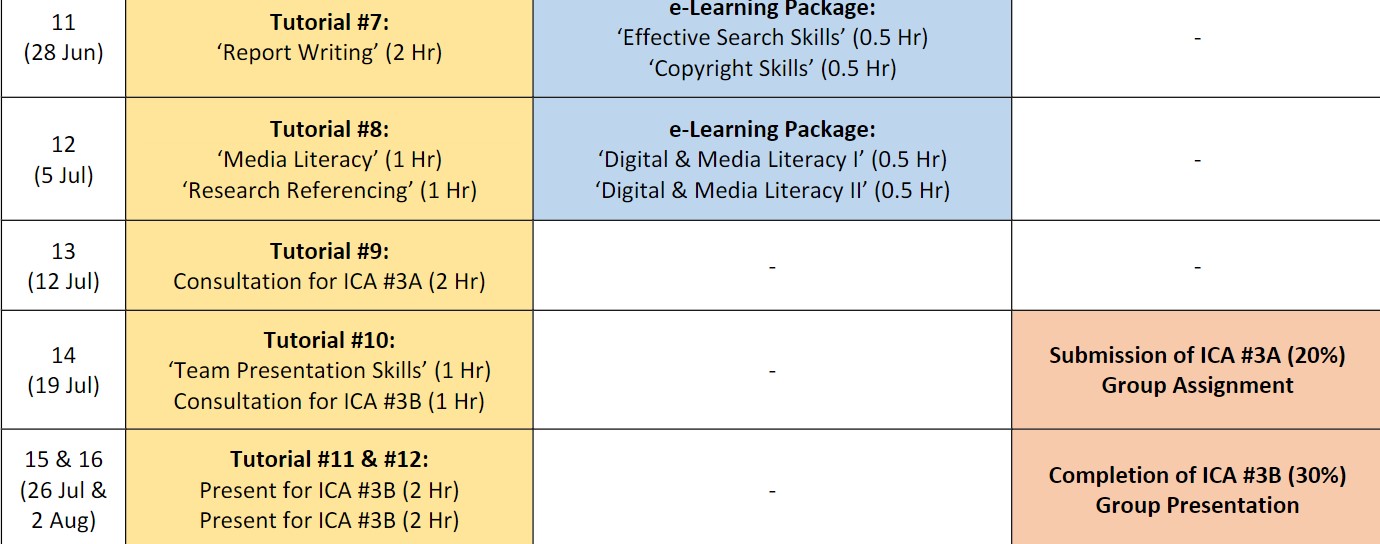 11
(28 Jun)
Tutorial #7:
‘Report Writing’ (2 Hr)
e-Learning Package:
‘Effective Search Skills’ (0.5 Hr)
‘Copyright Skills’ (0.5 Hr)
-
12
(5 Jul)
Tutorial #8:
‘Media Literacy’ (1 Hr)
‘Research Referencing’ (1 Hr)
e-Learning Package:
‘Digital & Media Literacy I’ (0.5 Hr)
‘Digital & Media Literacy II’ (0.5 Hr)
-
13
(12 Jul)
Tutorial #9:
Consultation for ICA #3A (2 Hr)
-
-
14
(19 Jul)
Tutorial #10:
‘Team Presentation Skills’ (1 Hr)
Consultation for ICA #3B (1 Hr)
-
Submission of ICA #3A (20%)
Group Assignment
15 & 16
(26 Jul &
2 Aug)
Tutorial #11 & #12:
Present for ICA #3B (2 Hr)
Present for ICA #3B (2 Hr)
-
Completion of ICA #3B (30%)
Group Presentation